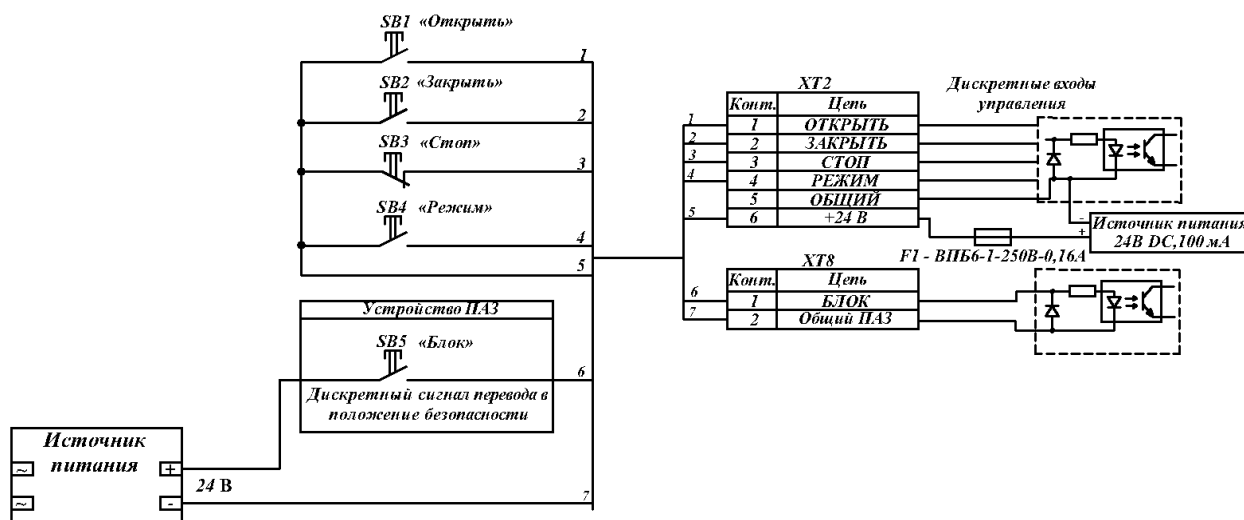 SB1 «Открыть»
1
SB2 «Закрыть»
2
SB3 «Стоп»
3
SB4 «Режим»
4
5
Устройство ПАЗ
SB5 «Блок»
6
Дискретный сигнал перевода в
положение безопасности
Источник
питания
~ +
24 В
~ -
7
XT2
Конт. Цепь
1 1 ОТКРЫТЬ
2 2 ЗАКРЫТЬ
3 3 СТОП
4 4 РЕЖИМ
5 ОБЩИЙ
5 6 +24 В
Дискретные входы
управления
-
+
Источник питания
24В DC,100 мА
F1 - ВПБ6-1-250В-0,16А
XT8
Конт. Цепь
6 1 БЛОК
7 2 Общий ПАЗ